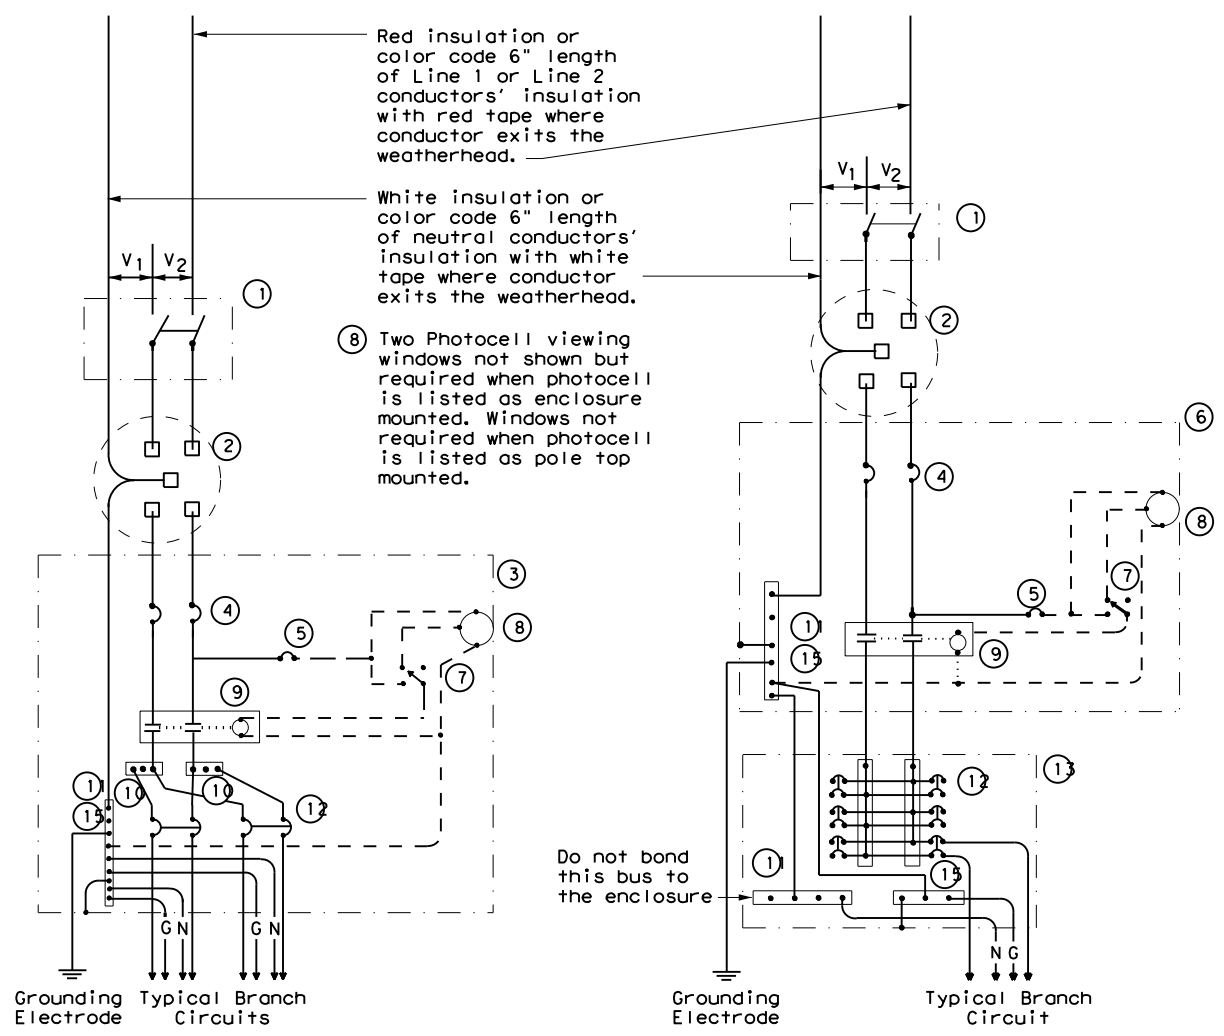 Red insulation or
color code 6" length
of Line 1 or Line 2
conductors' insulation
with red tape where
conductor exits the
weatherhead.
White insulation or
color code 6" length
of neutral conductors'
insulation with white
tape where conductor
exits the weatherhead.
8 Two Photocell viewing
windows not shown but
required when photocell
is listed as enclosure
mounted. Windows not
required when photocell
is listed as pole top
mounted.
V1 V2
1
2
3
4
5
8
7
9
11
10
10
15
12
G N G N
Grounding
Electrode
Typical Branch
Circuits
V1 V2
1
2
6
4
8
7
5
11
15
9
13
12
Do not bond
this bus to
the enclosure
11
15
N G
Grounding
Electrode
Typical Branch
Circuit